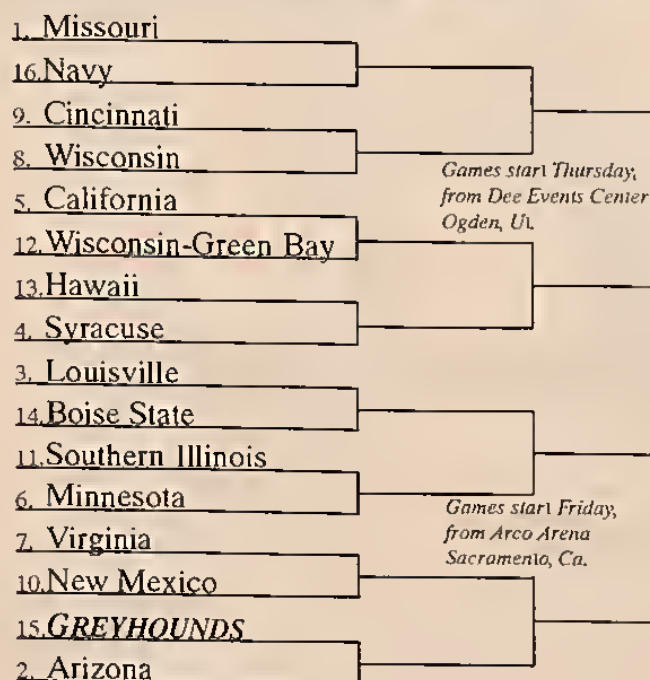 1. Missouri
16. Navy
9. Cincinnati
8. Wisconsin
Games start Thursday,
from Dee Events Center
Ogden, Ut.
5. California
12. Wisconsin-Green Bay
13. Hawaii
4. Syracuse
3. Louisville
14. Boise State
11. Southern Illinois
6. Minnesota
Games start Friday,
from Arco Arena
Sacramento, Ca.
7. Virginia
10. New Mexico
15. GREYHOUNDS
2. Arizona